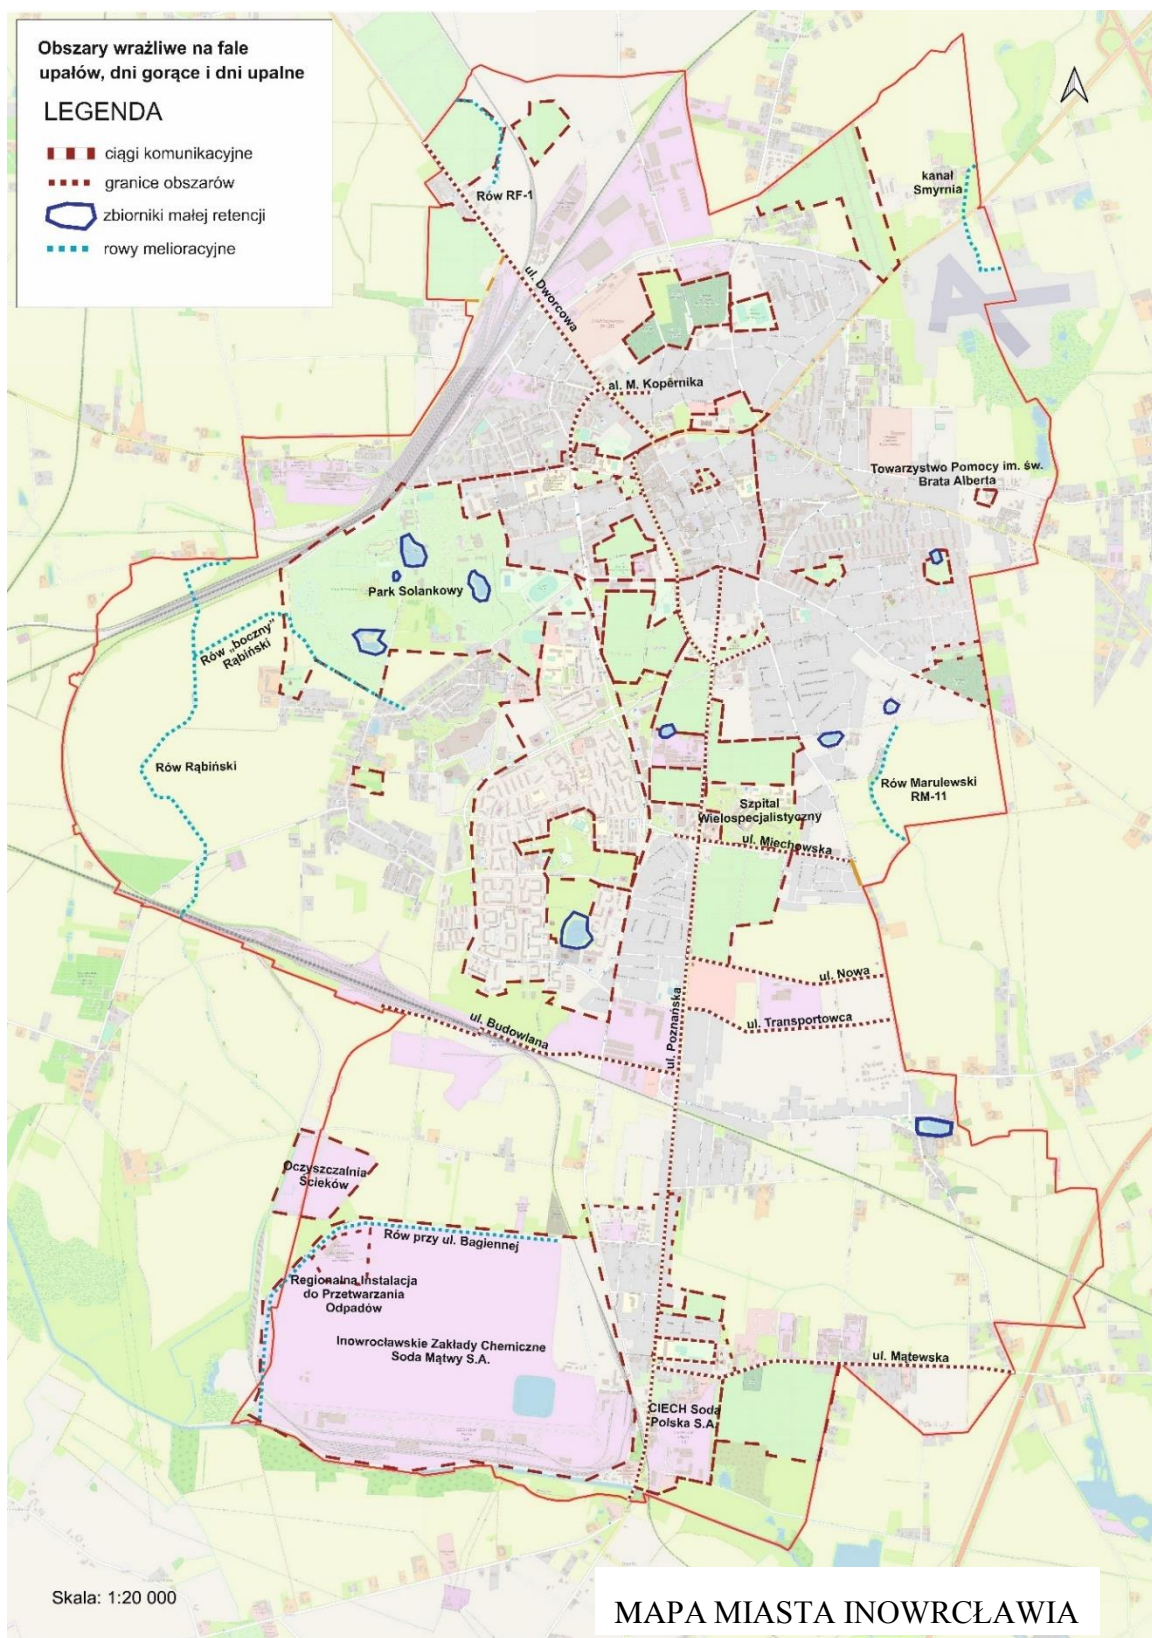 Obszary wrażliwe na fale
upałów, dni gorące i dni upalne
LEGENDA
ciągi komunikacyjne
granice obszarów
zbiorniki małej retencji
rowy melioracyjne
kanał
Smyrnia
Rów RF-1
ul. Dworcowa
al. M. Kopernika
Towarzystwo Pomocy im. św.
Brata Alberta
Park Solankowy
Rów „boczny”
Rąbiński
Rów Rąbiński
Rów Marulewski
RM-11
Szpital
Wielospecjalistyczny
ul. Miechowska
ul. Nowa
ul. Transportowca
ul. Poznańska
ul. Budowlana
Oczyszczalnia
Ścieków
Rów przy ul. Bagiennej
Regionalna Instalacja
do Przetwarzania
Odpadów
Inowrocławskie Zakłady Chemiczne
Soda Mątwy S.A.
ul. Mątewska
CIECH Soda
Polska S.A.
Skala: 1:20 000
MAPA MIASTA INOWRCŁAWIA